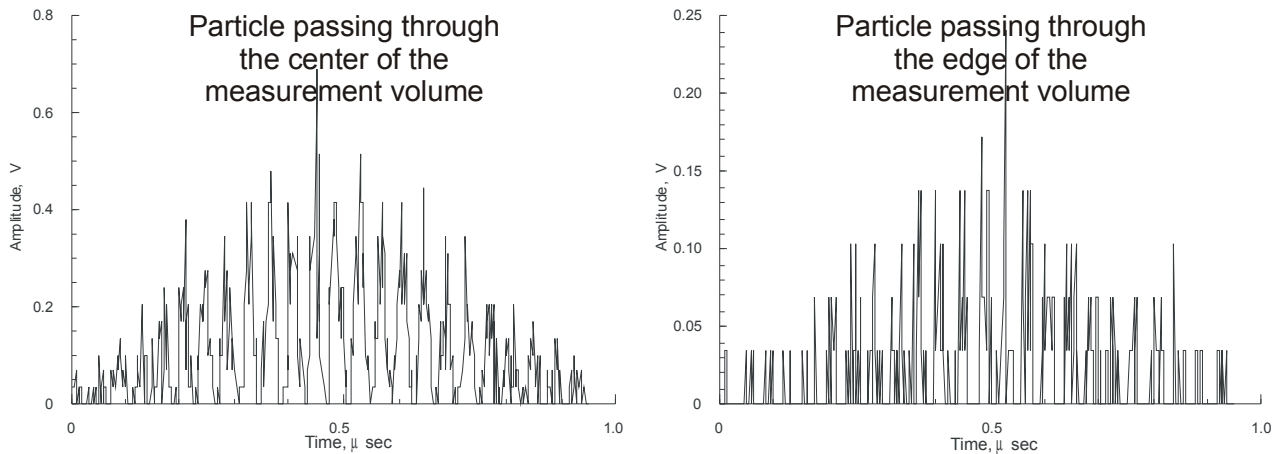 Particle passing through
the center of the
measurement volume
0.8
0.6
0.4
0.2
0
Amplitude, V
0
0.5
1.0
Time, μ sec
Particle passing through
the edge of the
measurement volume
0.25
0.20
0.15
0.10
0.05
0
Amplitude, V
0
0.5
1.0
Time, μ sec